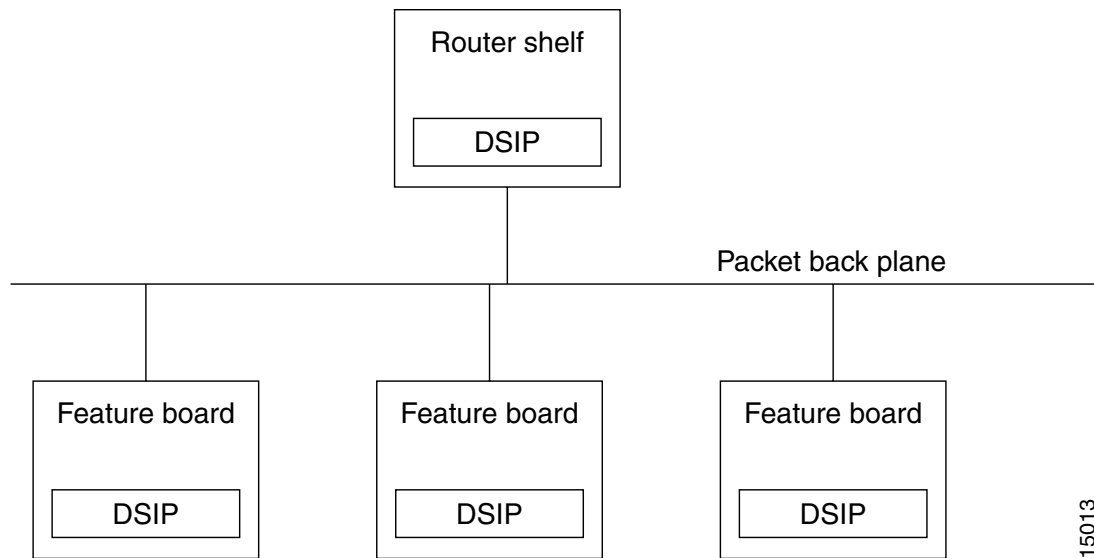 Router shelf
DSIP
Packet back plane
Feature board
Feature board
Feature board
DSIP
DSIP
DSIP
15013